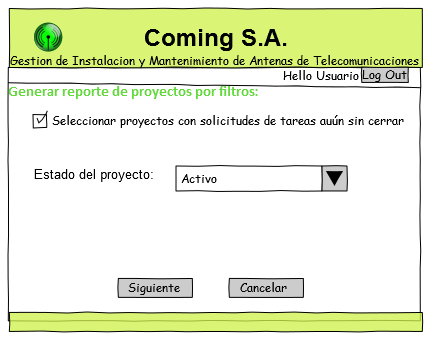 Coming S.A.
Gestion de Instalacion y Mantenimiento de Antenas de Telecomunicaciones
Hello Usuario Log Out
Generar reporte de proyectos por filtros:
Seleccionar proyectos con solicitudes de tareas auún sin cerrar
Estado del proyecto: Activo
Siguiente Cancelar